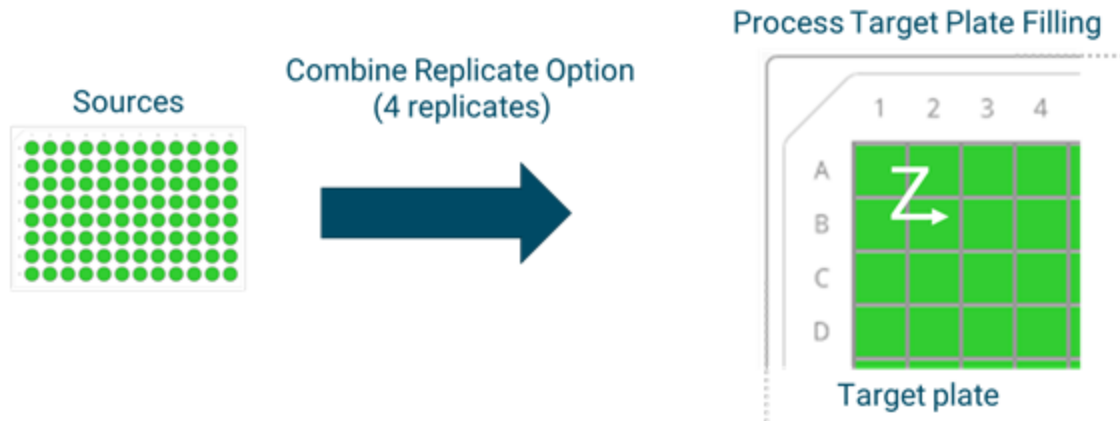 Process Target Plate Filling
Combine Replicate Option
(4 replicates)
Sources
1 2 3 4
A
B
C
D
Z
Target plate